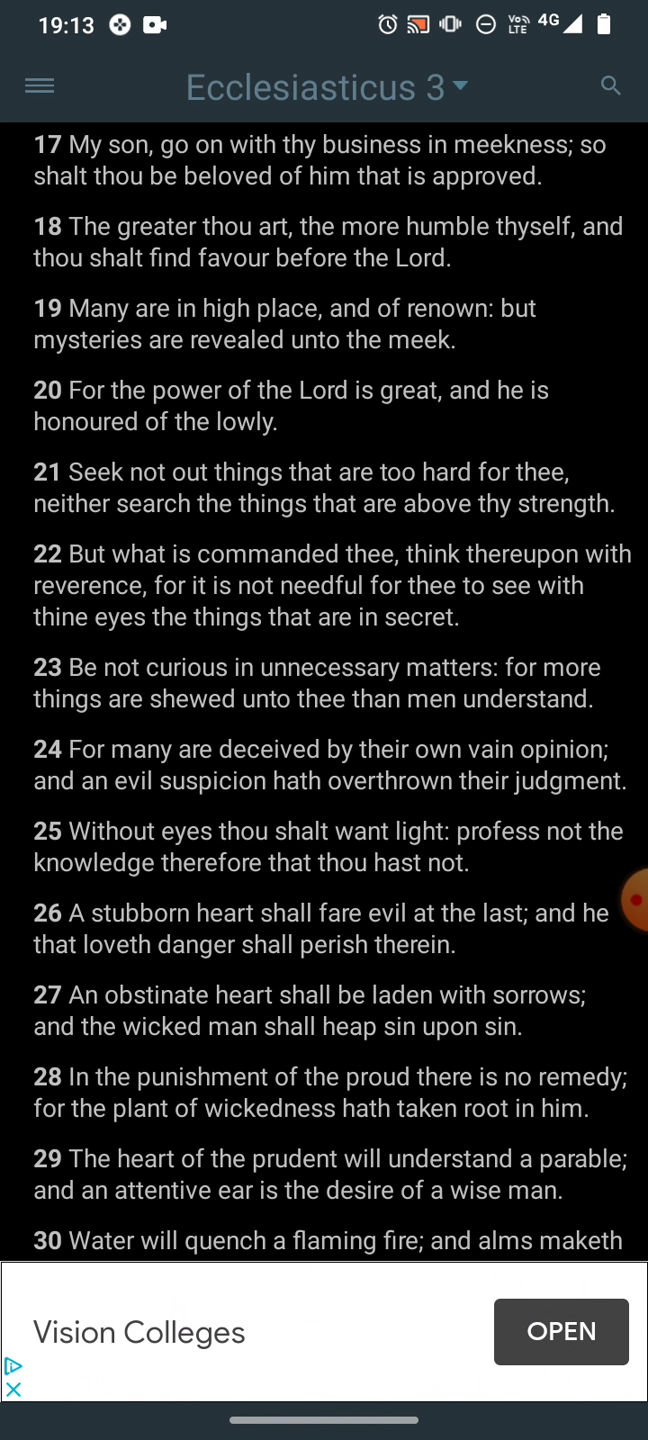 19:13
Vo)) LTE 4G
Ecclesiasticus 3
17 My son, go on with thy business in meekness; so
shalt thou be beloved of him that is approved.
18 The greater thou art, the more humble thyself, and
thou shalt find favour before the Lord.
19 Many are in high place, and of renown: but
mysteries are revealed unto the meek.
20 For the power of the Lord is great, and he is
honoured of the lowly.
21 Seek not out things that are too hard for thee,
neither search the things that are above thy strength.
22 But what is commanded thee, think thereupon with
reverence, for it is not needful for thee to see with
thine eyes the things that are in secret.
23 Be not curious in unnecessary matters: for more
things are shewed unto thee than men understand.
24 For many are deceived by their own vain opinion;
and an evil suspicion hath overthrown their judgment.
25 Without eyes thou shalt want light: profess not the
knowledge therefore that thou hast not.
26 A stubborn heart shall fare evil at the last; and he
that loveth danger shall perish therein.
27 An obstinate heart shall be laden with sorrows;
and the wicked man shall heap sin upon sin.
28 In the punishment of the proud there is no remedy;
for the plant of wickedness hath taken root in him.
29 The heart of the prudent will understand a parable;
and an attentive ear is the desire of a wise man.
30 Water will quench a flaming fire; and alms maketh
Vision Colleges
OPEN